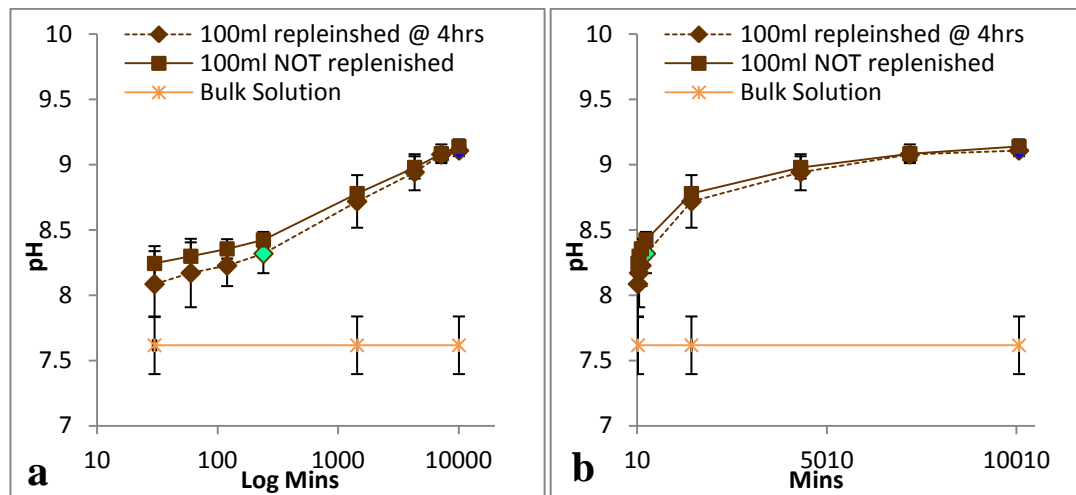 100ml repleinshed @ 4hrs
100ml NOT replenished
Bulk Solution
10
9.5
9
8.5
8
7.5
7
pH
10 100 1000 10000
Log Mins
a
100ml repleinshed @ 4hrs
100ml NOT replenished
Bulk Solution
10
9.5
9
8.5
8
7.5
7
pH
10 5010 10010
Mins
b